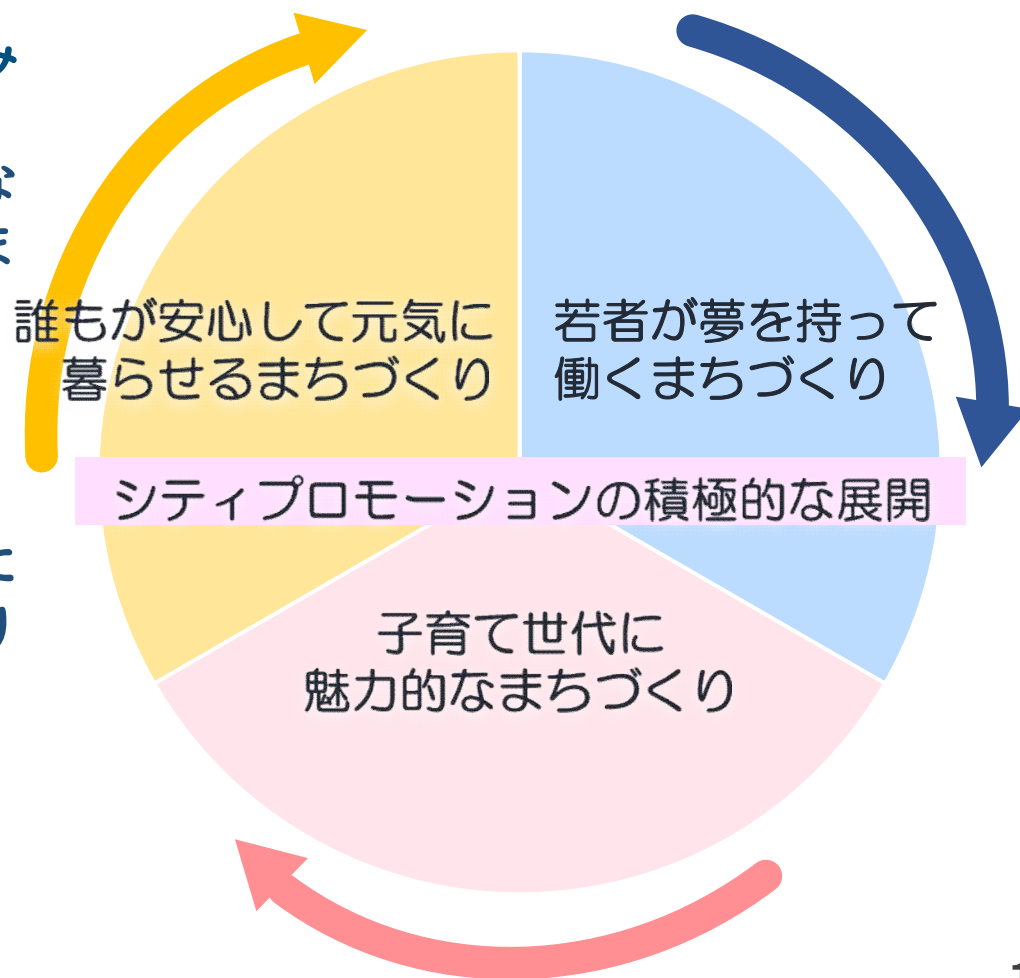 誰もが安心して元気に
暮らせるまちづくり
若者が夢を持って
働くまちづくり
シティプロモーションの積極的な展開
子育て世代に
魅力的なまちづくり